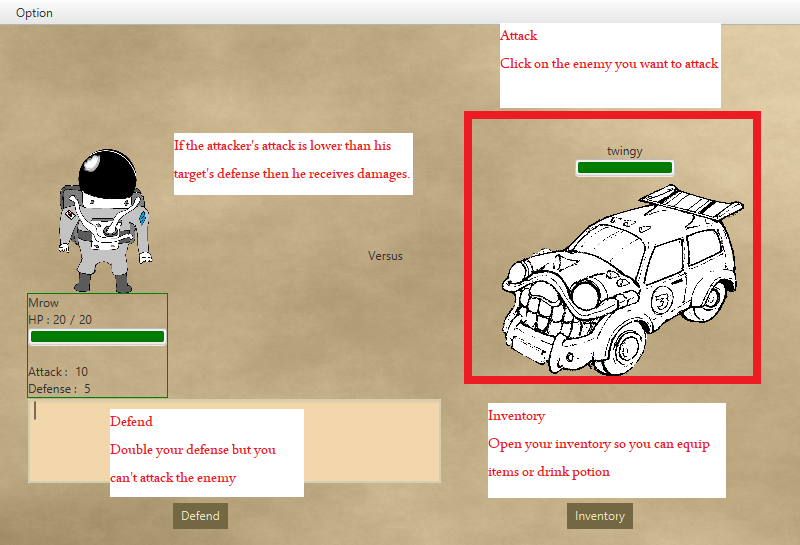 Option
Attack
Click on the enemy you want to attack
If the attacker's attack is lower than his
target's defense then he receives damages.
twingy
Versus
Mrow
HP : 20 / 20
Attack : 10
Defense : 5
Defend
Double your defense but you
can't attack the enemy
Inventory
Open your inventory so you can equip
items or drink potion
Defend
Inventory